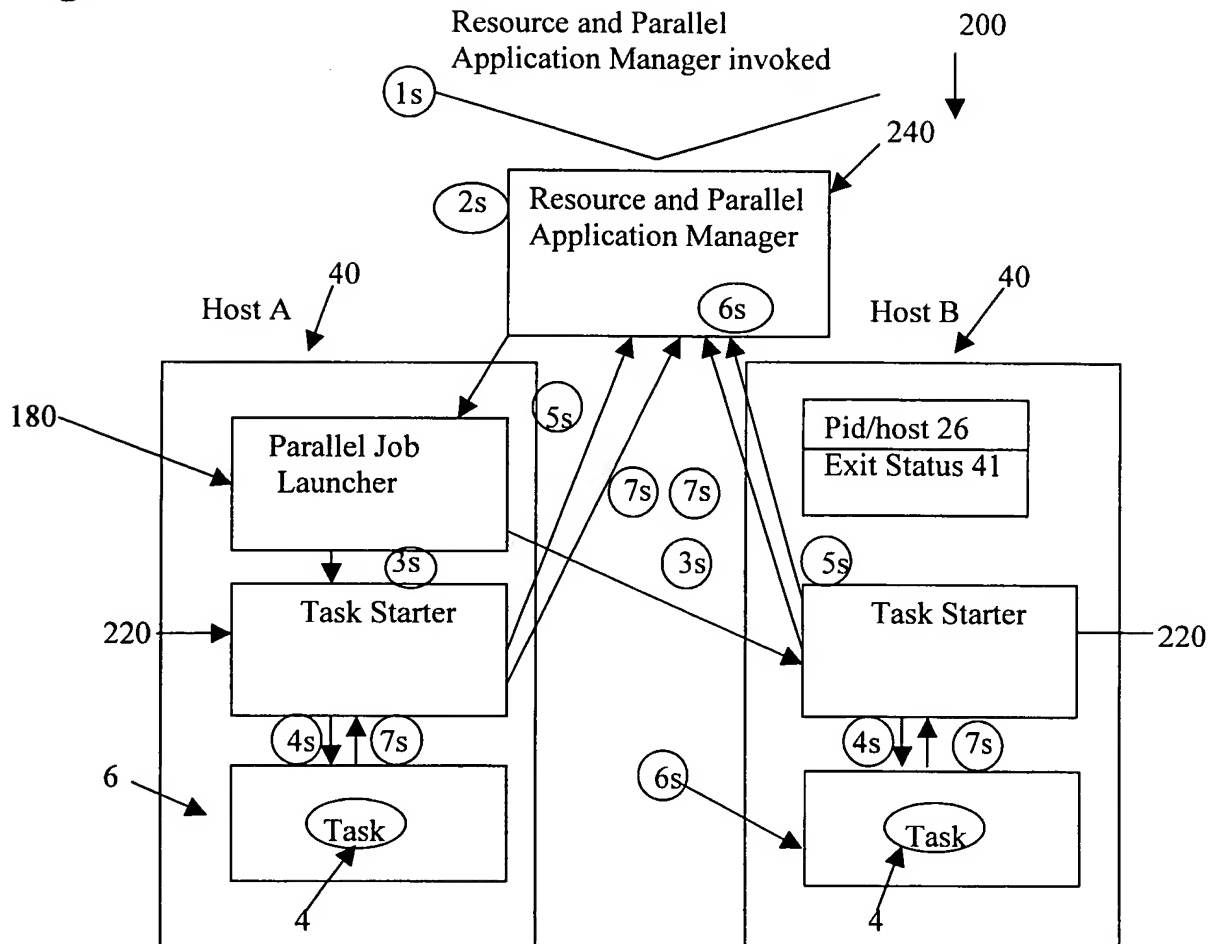 Resource and Parallel
Application Manager invoked
200
1s
240
2s
Resource and Parallel
Application Manager
6s
40
Host A
40
Host B
180
Parallel Job
Launcher
5s
Pid/host 26
Exit Status 41
7s
7s
3s
3s
5s
220
Task Starter
Task Starter
220
4s
7s
4s
7s
6
6s
Task
Task
4
4